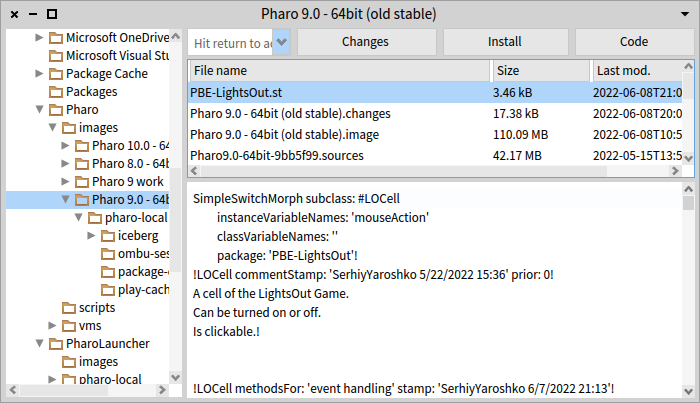 Pharo 9.0 - 64bit (old stable)
Microsoft OneDrive
Microsoft Visual Stu
Package Cache
Packages
Pharo
images
Pharo 10.0 - 64
Pharo 8.0 - 64b
Pharo 9 work
Pharo 9.0 - 64b
pharo-local
iceberg
ombu-ses
package-c
play-cach
scripts
vms
PharoLauncher
images
pharo-local
Hit return to ac
Changes
Install
Code
File name Size Last mod.
PBE-LightsOut.st 3.46 kB 2022-06-08T21:0
Pharo 9.0 - 64bit (old stable).changes 17.38 kB 2022-06-08T20:0
Pharo 9.0 - 64bit (old stable).image 110.09 MB 2022-06-08T10:5
Pharo9.0-64bit-9bb5f99.sources 42.17 MB 2022-05-15T13:5
SimpleSwitchMorph subclass: #LOCell
instanceVariableNames: 'mouseAction'
classVariableNames: ''
package: 'PBE-LightsOut'!
!LOCell commentStamp: 'SerhiyYaroshko 5/22/2022 15:36' prior: 0!
A cell of the LightsOut Game.
Can be turned on or off.
Is clickable.!
!LOCell methodsFor: 'event handling' stamp: 'SerhiyYaroshko 6/7/2022 21:13'!